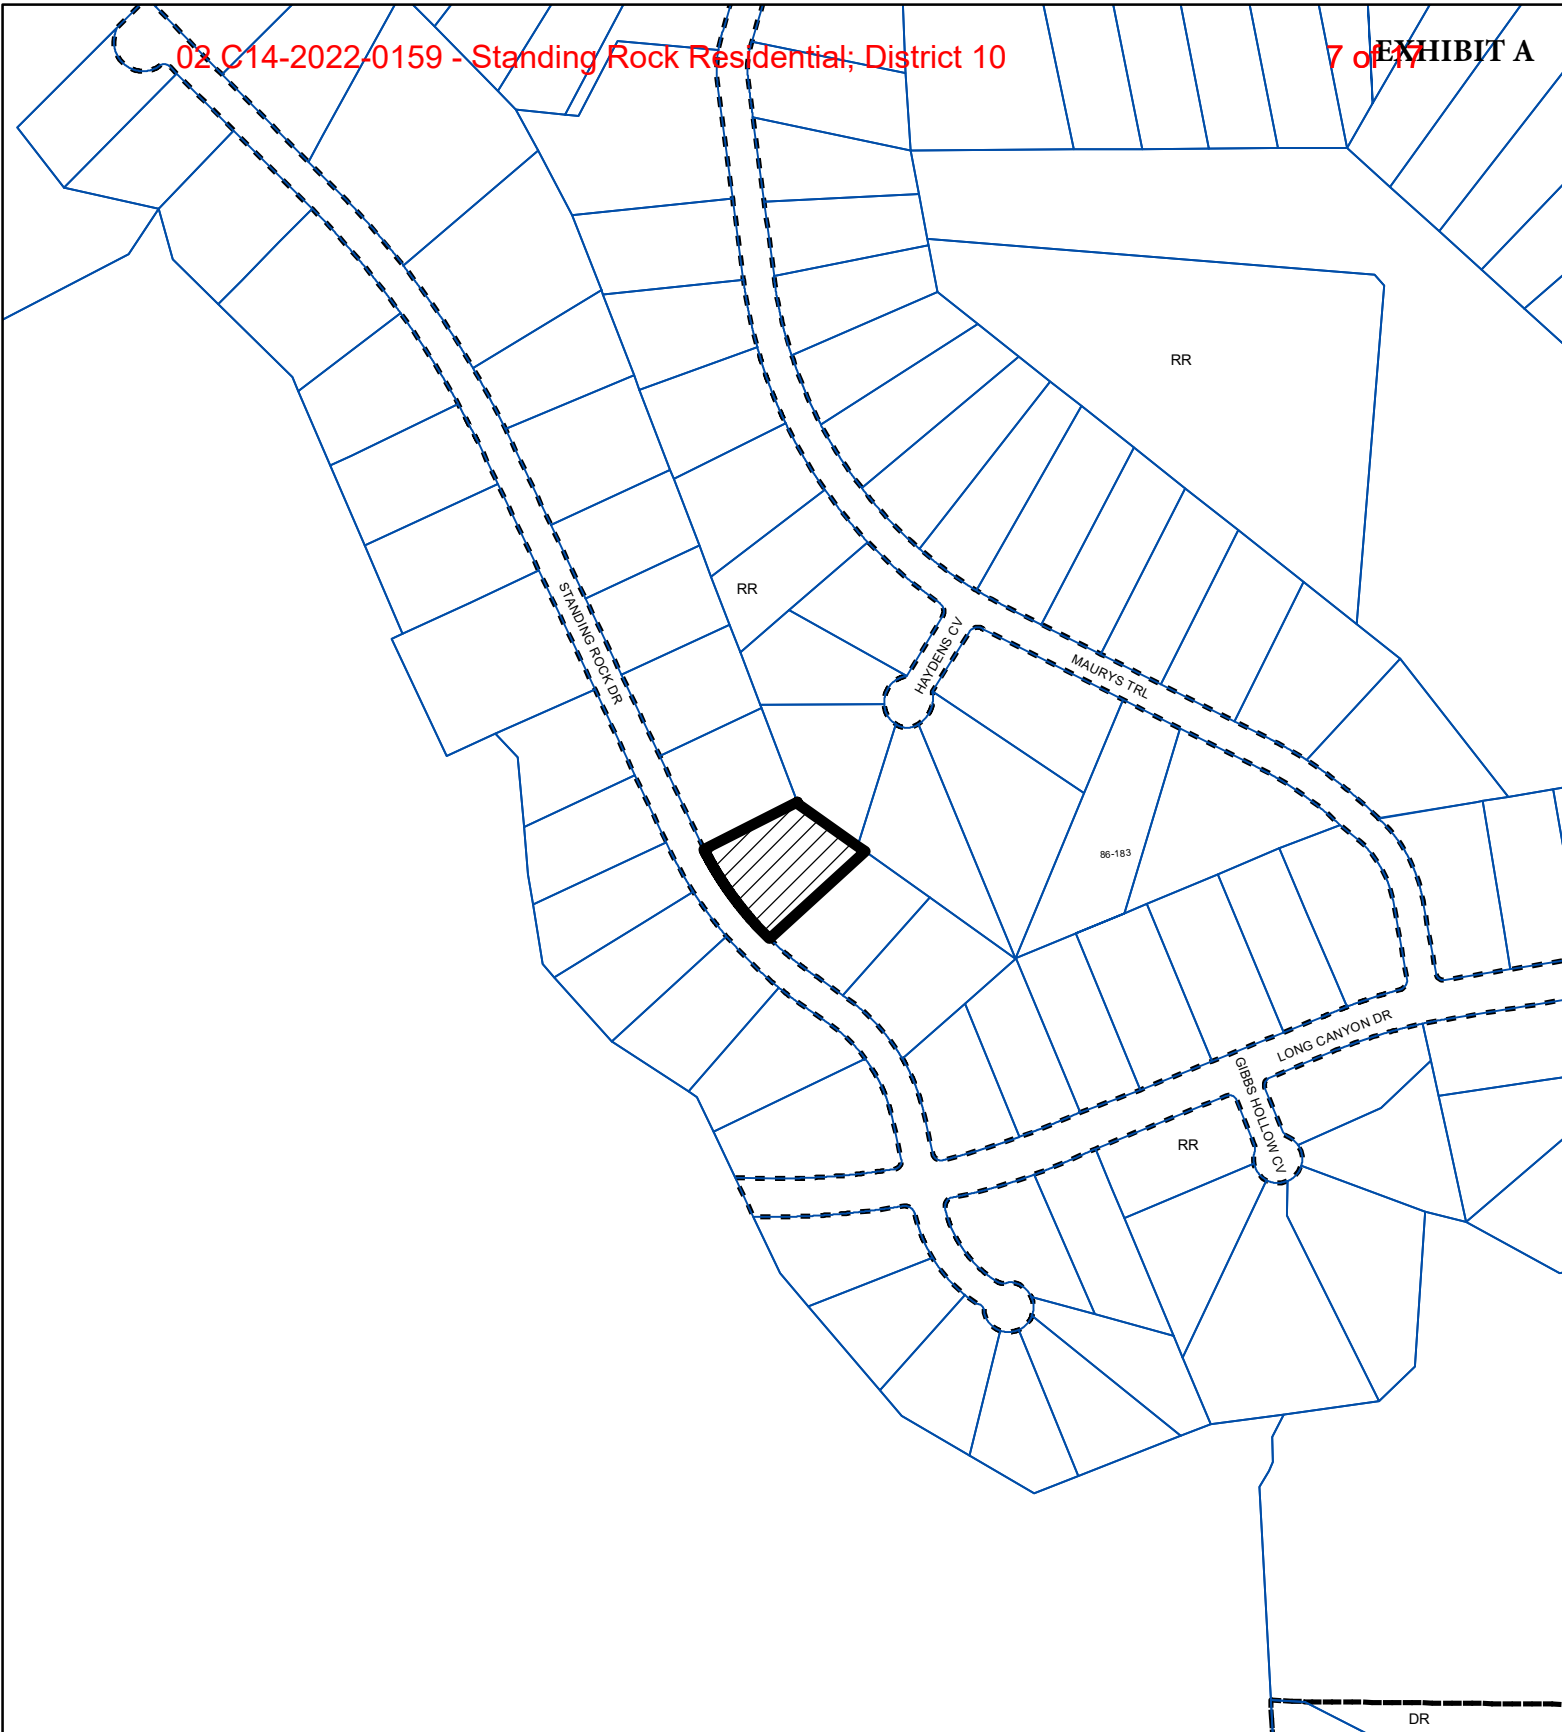 02 C14-2022-0159 - Standing Rock Residential; District 10
7 of 17
EXHIBIT A
RR
RR
STANDING ROCK DR
HAYDENS CV
MAURYS TRL
86-183
LONG CANYON DR
GIBBS HOLLOW CV
RR
DR